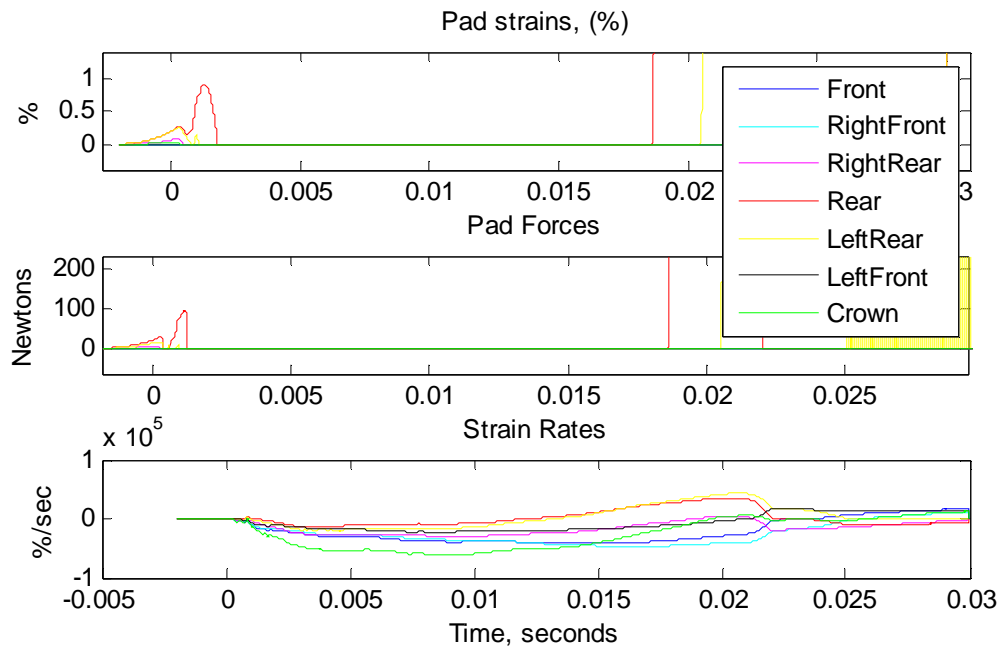 Pad strains, (%)
%
1
0.5
0
0 0.005 0.01 0.015 0.02 3
Front
RightFront
RightRear
Rear
LeftRear
LeftFront
Crown
Pad Forces
Newtons
200
100
0
0 0.005 0.01 0.015 0.02 0.025
x 10^5
Strain Rates
%/sec
1
0
-1
-0.005 0 0.005 0.01 0.015 0.02 0.025 0.03
Time, seconds